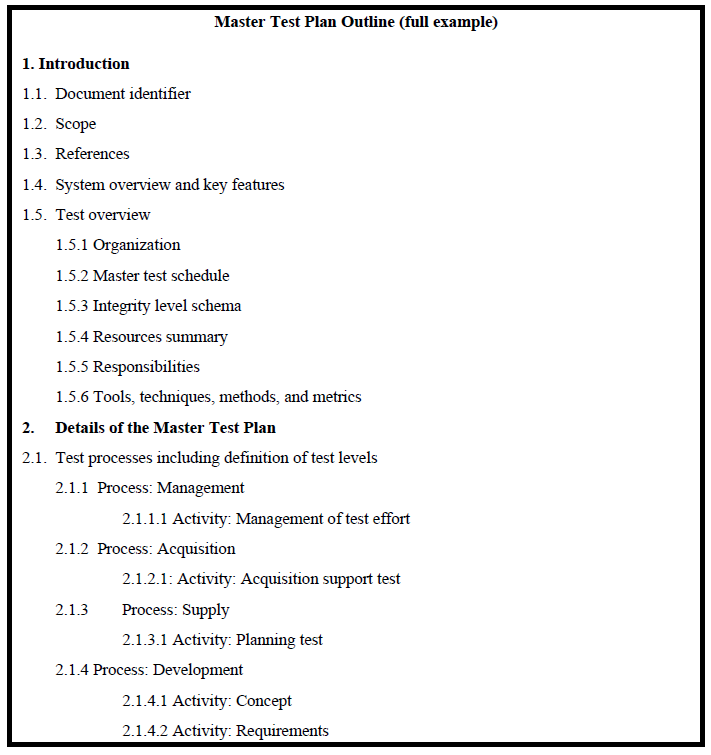 Master Test Plan Outline (full example)
1. Introduction
1.1. Document identifier
1.2. Scope
1.3. References
1.4. System overview and key features
1.5. Test overview
1.5.1 Organization
1.5.2 Master test schedule
1.5.3 Integrity level schema
1.5.4 Resources summary
1.5.5 Responsibilities
1.5.6 Tools, techniques, methods, and metrics
2. Details of the Master Test Plan
2.1. Test processes including definition of test levels
2.1.1 Process: Management
2.1.1.1 Activity: Management of test effort
2.1.2 Process: Acquisition
2.1.2.1: Activity: Acquisition support test
2.1.3 Process: Supply
2.1.3.1 Activity: Planning test
2.1.4 Process: Development
2.1.4.1 Activity: Concept
2.1.4.2 Activity: Requirements